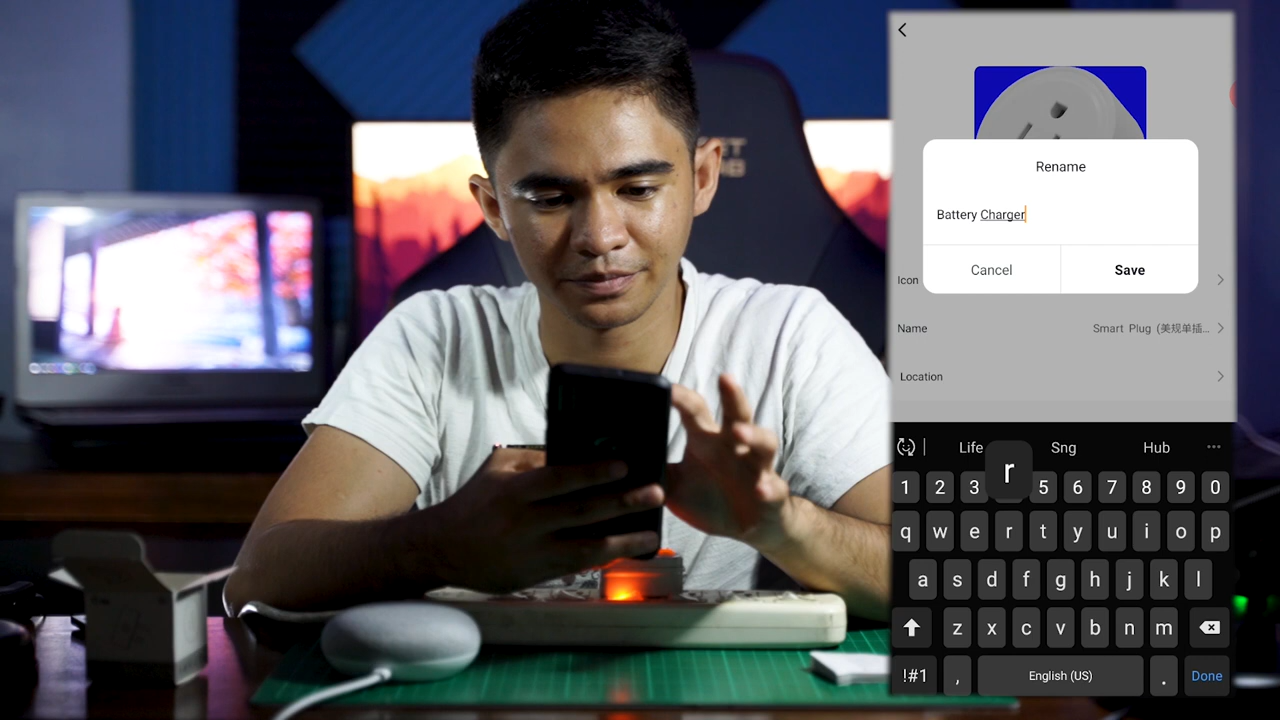 Rename
Battery Charger
Cancel
Save
Icon
Name
Smart Plug (美规单插...
Location
Life
Sng
Hub
r
1 2 3 5 6 7 8 9 0
q w e r t y u i o p
a s d f g h j k l
z x c v b n m
!#1 , English (US) . Done